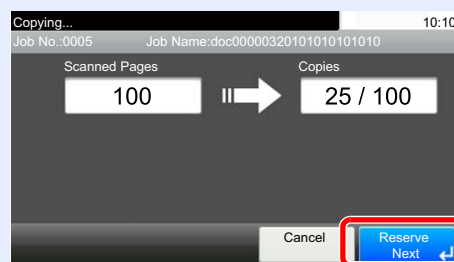 Copying...
10:10
Job No.:0005 Job Name:doc00000320101010101010
Scanned Pages
Copies
100
25 / 100
Cancel
Reserve
Next